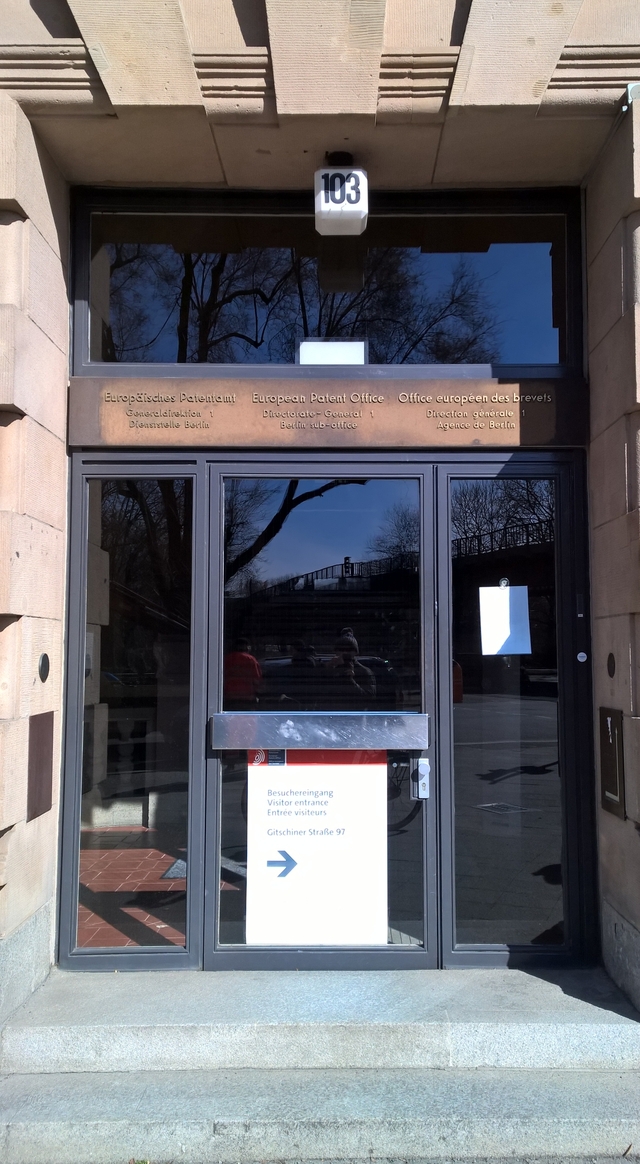 103
Europäisches Patentamt
Generaldirektion 1
Dienststelle Berlin
European Patent Office
Directorate-General 1
Berlin sub-office
Office européen des brevets
Direction générale 1
Agence de Berlin
Besuchereingang
Visitor entrance
Entrée visiteurs
Gitschiner Straße 97